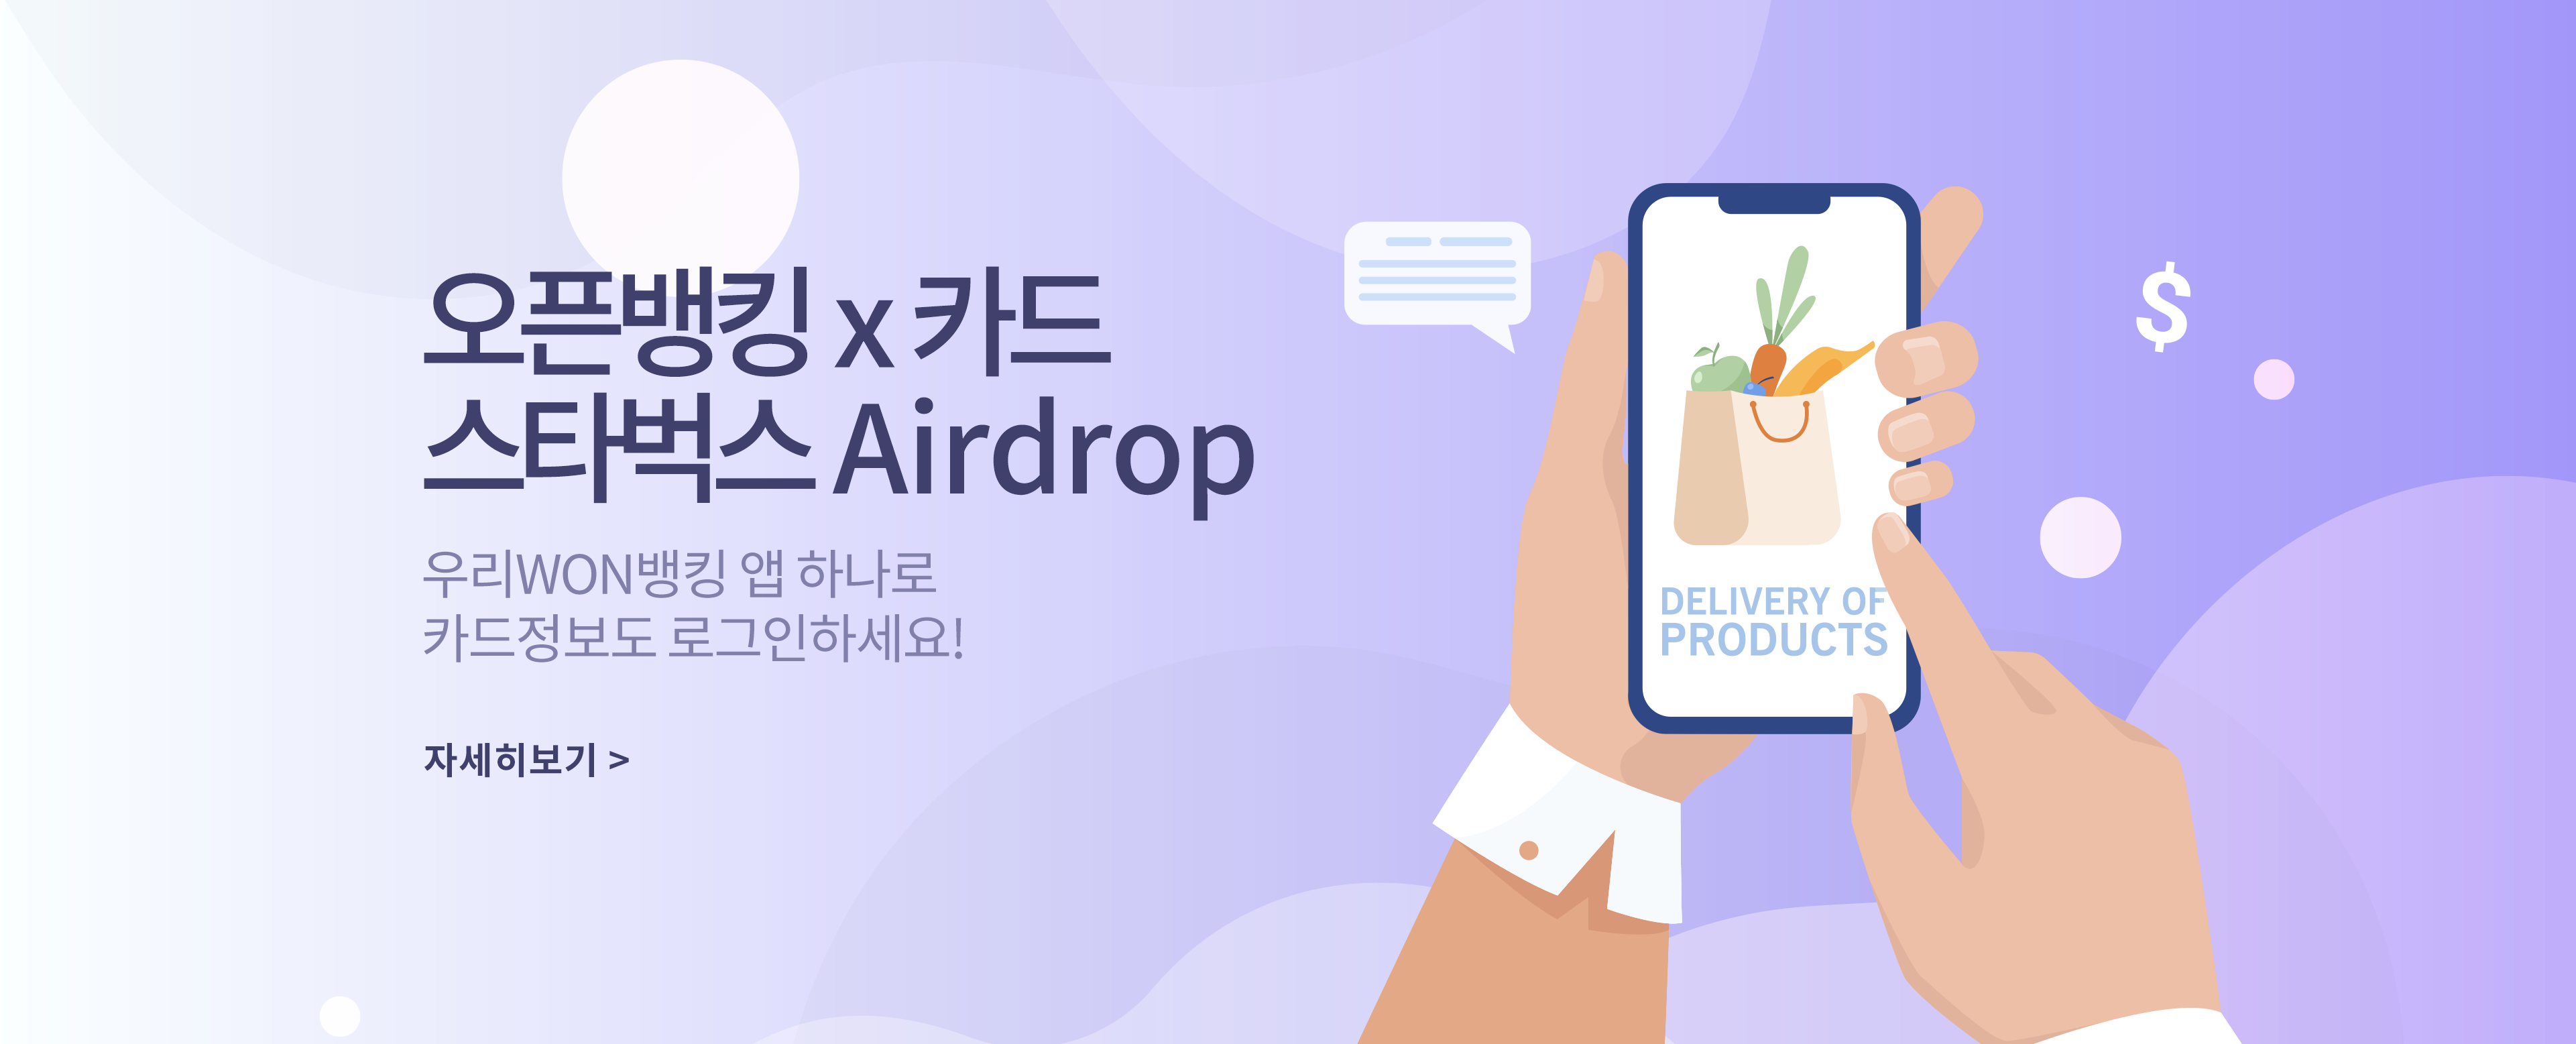 오픈뱅킹 x 카드
스타벅스 Airdrop
우리WON뱅킹 앱 하나로
카드정보도 로그인하세요!
자세히보기 >
DELIVERY OF
PRODUCTS
$